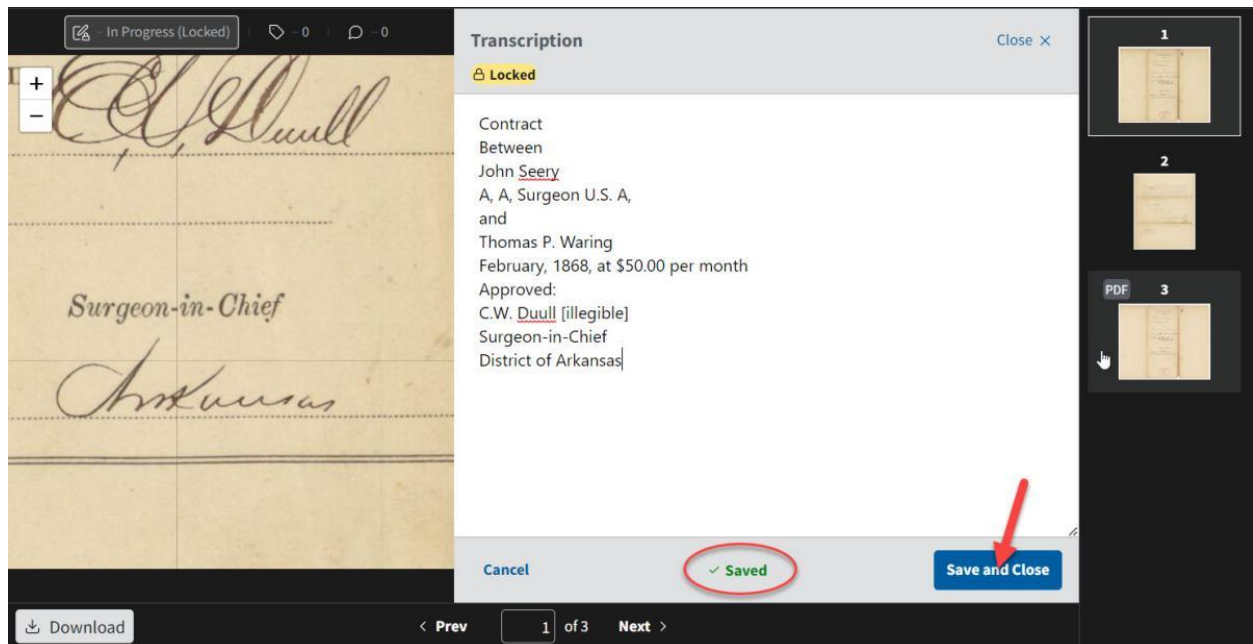 In Progress (Locked)
- 0
- 0
+
−
Duull
Surgeon-in-Chief
Arkansas
Transcription
Close ×
Locked
Contract
Between
John Seery
A, A, Surgeon U.S. A,
and
Thomas P. Waring
February, 1868, at $50.00 per month
Approved:
C.W. Duull [illegible]
Surgeon-in-Chief
District of Arkansas
Cancel
✓ Saved
Save and Close
1
2
PDF 3
Download
< Prev 1 of 3 Next >